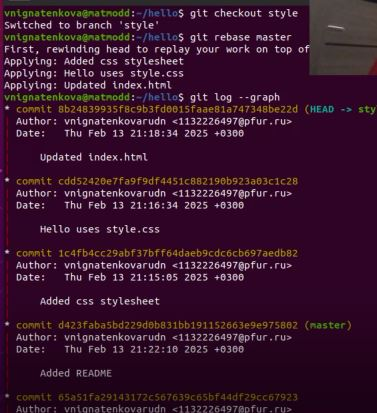 vnignatenkova@matmodd:~/hello$ git checkout style
Switched to branch 'style'
vnignatenkova@matmodd:~/hello$ git rebase master
First, rewinding head to replay your work on top of
Applying: Added css stylesheet
Applying: Hello uses style.css
Applying: Updated index.html
vnignatenkova@matmodd:~/hello$ git log --graph
* commit 8b24839935f8c9b3fd0015faae81a747348be22d (HEAD -> sty
| Author: vnignatenkovarudn <1132226497@pfur.ru>
| Date: Thu Feb 13 21:18:34 2025 +0300
|
| Updated index.html
|
* commit cdd52420e7fa9f9df4451c882190b923a03c1c28
| Author: vnignatenkovarudn <1132226497@pfur.ru>
| Date: Thu Feb 13 21:16:34 2025 +0300
|
| Hello uses style.css
|
* commit 1c4fb4cc29abf37bff64daeb9cdc6cb697aedb82
| Author: vnignatenkovarudn <1132226497@pfur.ru>
| Date: Thu Feb 13 21:15:05 2025 +0300
|
| Added css stylesheet
|
* commit d423faba5bd229d0b831bb191152663e9e975802 (master)
| Author: vnignatenkovarudn <1132226497@pfur.ru>
| Date: Thu Feb 13 21:22:10 2025 +0300
|
| Added README
|
* commit 65a51fa29143172c567639c65bf44df29cc67923
| Author: vnignatenkovarudn <1132226497@pfur.ru>